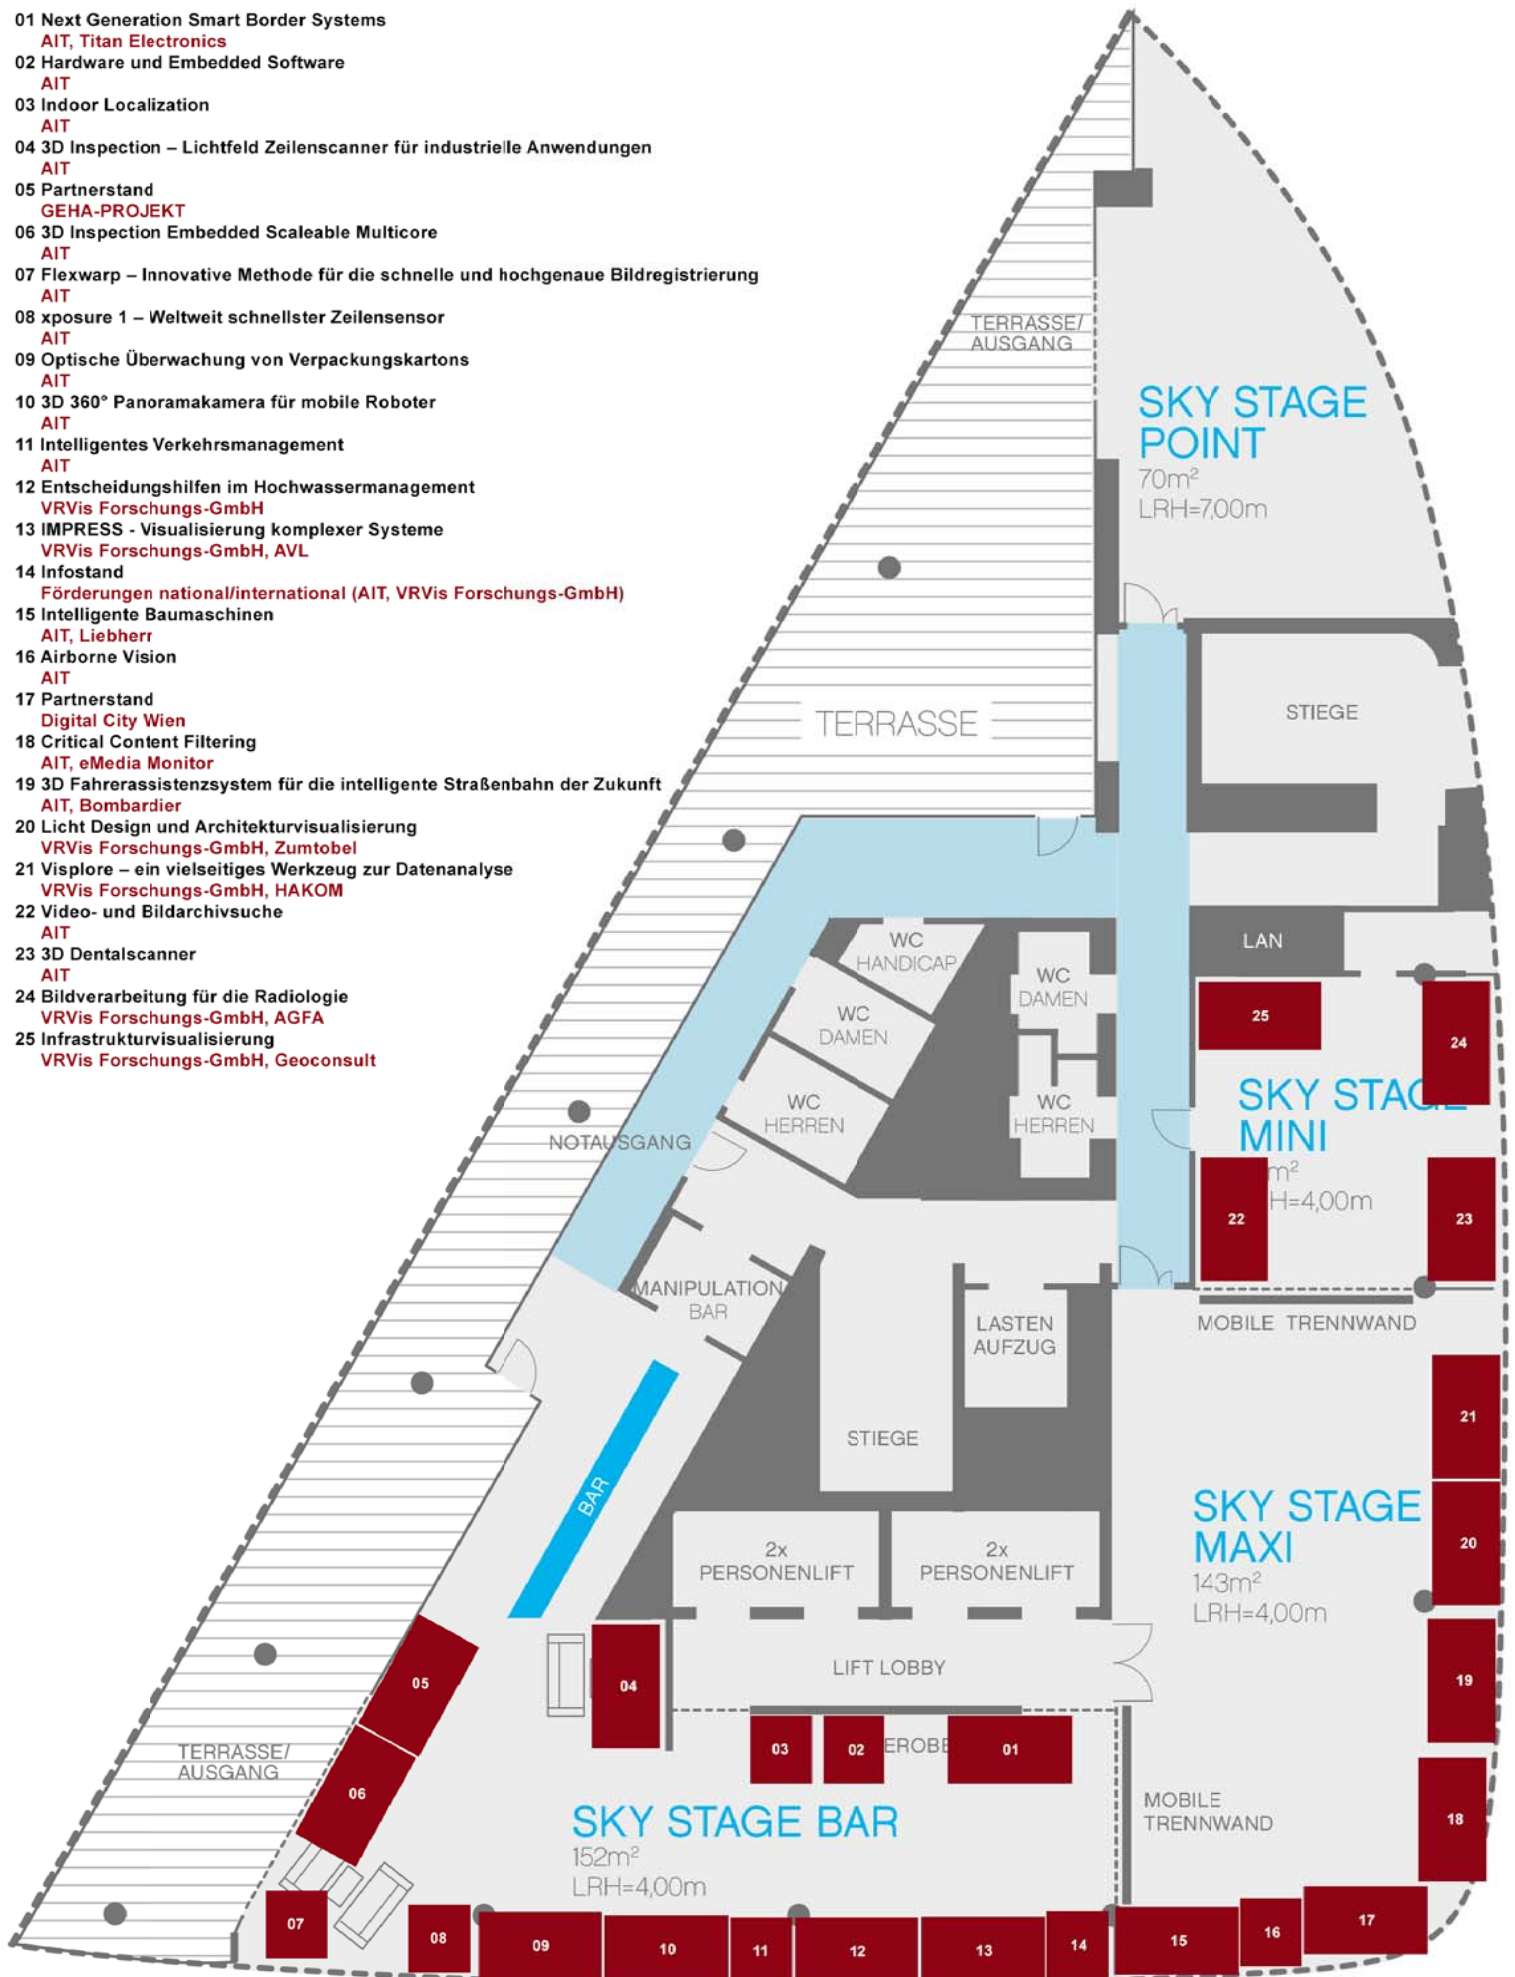 01 Next Generation Smart Border Systems
AIT, Titan Electronics
02 Hardware und Embedded Software
AIT
03 Indoor Localization
AIT
04 3D Inspection – Lichtfeld Zeilenscanner für industrielle Anwendungen
AIT
05 Partnerstand
GEHA-PROJEKT
06 3D Inspection Embedded Scaleable Multicore
AIT
07 Flexwarp – Innovative Methode für die schnelle und hochgenaue Bildregistrierung
AIT
08 xposure 1 – Weltweit schnellster Zeilensensor
AIT
09 Optische Überwachung von Verpackungskartons
AIT
10 3D 360° Panoramakamera für mobile Roboter
AIT
11 Intelligentes Verkehrsmanagement
AIT
12 Entscheidungshilfen im Hochwassermanagement
VRVis Forschungs-GmbH
13 IMPRESS - Visualisierung komplexer Systeme
VRVis Forschungs-GmbH, AVL
14 Infostand
Förderungen national/international (AIT, VRVis Forschungs-GmbH)
15 Intelligente Baumaschinen
AIT, Liebherr
16 Airborne Vision
AIT
17 Partnerstand
Digital City Wien
18 Critical Content Filtering
AIT, eMedia Monitor
19 3D Fahrerassistenzsystem für die intelligente Straßenbahn der Zukunft
AIT, Bombardier
20 Licht Design und Architekturvisualisierung
VRVis Forschungs-GmbH, Zumtobel
21 Visplore – ein vielseitiges Werkzeug zur Datenanalyse
VRVis Forschungs-GmbH, HAKOM
22 Video- und Bildarchivsuche
AIT
23 3D Dentalscanner
AIT
24 Bildverarbeitung für die Radiologie
VRVis Forschungs-GmbH, AGFA
25 Infrastrukturvisualisierung
VRVis Forschungs-GmbH, Geoconsult
TERRASSE/
AUSGANG
SKY STAGE
POINT
70m²
LRH=7,00m
TERRASSE
STIEGE
LAN
WC
HANDICAP
WC
DAMEN
WC
DAMEN
WC
HERREN
WC
HERREN
NOTAUSGANG
25
24
SKY STAGE
MINI
m²
H=4,00m
22
23
MOBILE TRENNWAND
MANIPULATION
BAR
LASTEN
AUFZUG
STIEGE
BAR
21
20
SKY STAGE
MAXI
143m²
LRH=4,00m
2x
PERSONENLIFT
2x
PERSONENLIFT
LIFT LOBBY
19
05
04
03
02
EROBE
01
TERRASSE/
AUSGANG
06
SKY STAGE BAR
152m²
LRH=4,00m
MOBILE
TRENNWAND
18
07
08
09
10
11
12
13
14
15
16
17